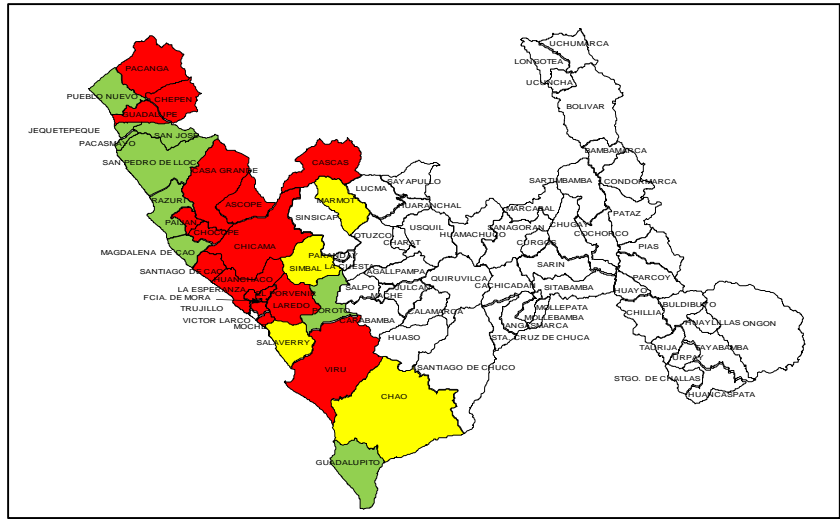 UCHUMARCA
LONGOTEA
UCUNCHA
PACANGA
PUEBLO NUEVO
CHEPEN
BOLIVAR
GUADALUPE
JEQUETEPEQUE
SAN JOSE
PACASMAYO
BAMBAMARCA
SAN PEDRO DE LLOC
CASCAS
CASA GRANDE
SAYAPULLO
CONDORMARCA
SARTIMBAMBA
LUCMA
RAZURI
ASCOPE
MARMOT
HUARANCHAL
MARCABAL
PATAZ
PAIJAN
SINSICAP
USQUIL
SANAGORAN
CHUGAY
CHOCOPE
OTUZCO
HUAMACHUCO
COCHORCO
CHICAMA
CHARAT
CURGOS
PIAS
MAGDALENA DE CAO
PARANDAY
SANTIAGO DE CAO
SIMBAL
LA CUESTA
AGALLPAMPA
SARIN
HUANCHACO
QUIRUVILCA
PARCOY
LA ESPERANZA
PORVENIR
SALPO
JULCAN
CACHICADAN
SITABAMBA
HUAYO
FCIA. DE MORA
MACHE
BULDIBUYO
TRUJILLO
LAREDO
POROTO
CALAMARCA
MOLLEPATA
CHILLIA
VICTOR LARCO
CARABAMBA
MOLLEBAMBA
HUAYLILLAS
ONGON
MOCHE
ANGASMARCA
HUASO
STA. CRUZ DE CHUCA
SALAVERRY
TAURIJA
TAYABAMBA
URPAY
VIRU
SANTIAGO DE CHUCO
STGO. DE CHALLAS
CHAO
HUANCASPATA
GUADALUPITO